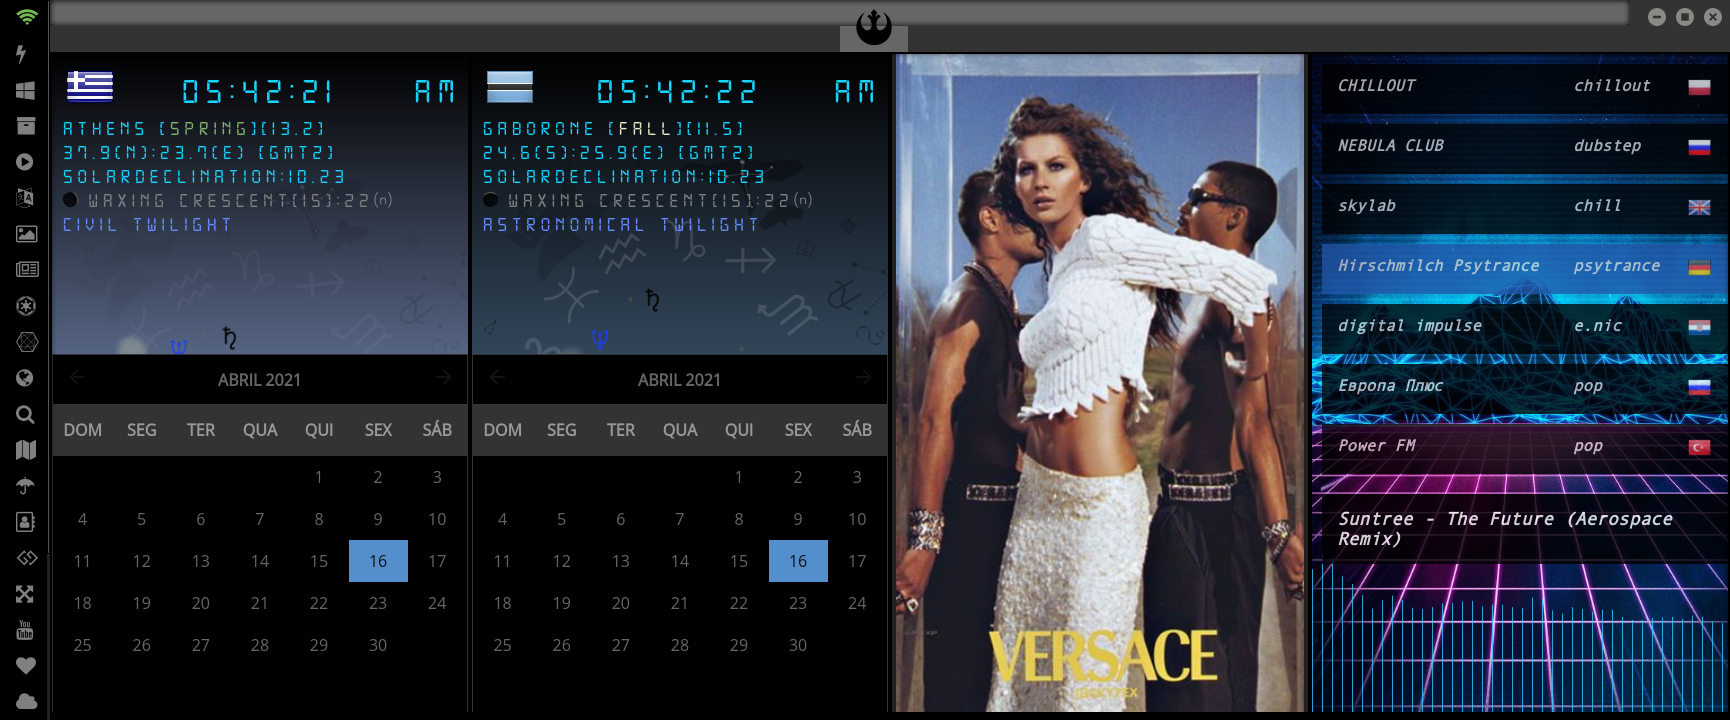 05:42:21 AM
ATHENS [SPRING][13.2]
37.9(N):23.7(E) [GMT2]
SOLARDECLINATION:10.23
WAXING CRESCENT[15]:22(n)
CIVIL TWILIGHT
ABRIL 2021
DOM SEG TER QUA QUI SEX SÁB
1 2 3
4 5 6 7 8 9 10
11 12 13 14 15 16 17
18 19 20 21 22 23 24
25 26 27 28 29 30
05:42:22 AM
GABORONE [FALL][11.5]
24.6(S):25.9(E) [GMT2]
SOLARDECLINATION:10.23
WAXING CRESCENT[15]:22(n)
ASTRONOMICAL TWILIGHT
ABRIL 2021
DOM SEG TER QUA QUI SEX SÁB
1 2 3
4 5 6 7 8 9 10
11 12 13 14 15 16 17
18 19 20 21 22 23 24
25 26 27 28 29 30
VERSACE
CHILLOUT chillout
NEBULA CLUB dubstep
skylab chill
Hirschmilch Psytrance psytrance
digital impulse e.nic
Европа Плюс pop
Power FM pop
Suntree - The Future (Aerospace
Remix)
You
Tube